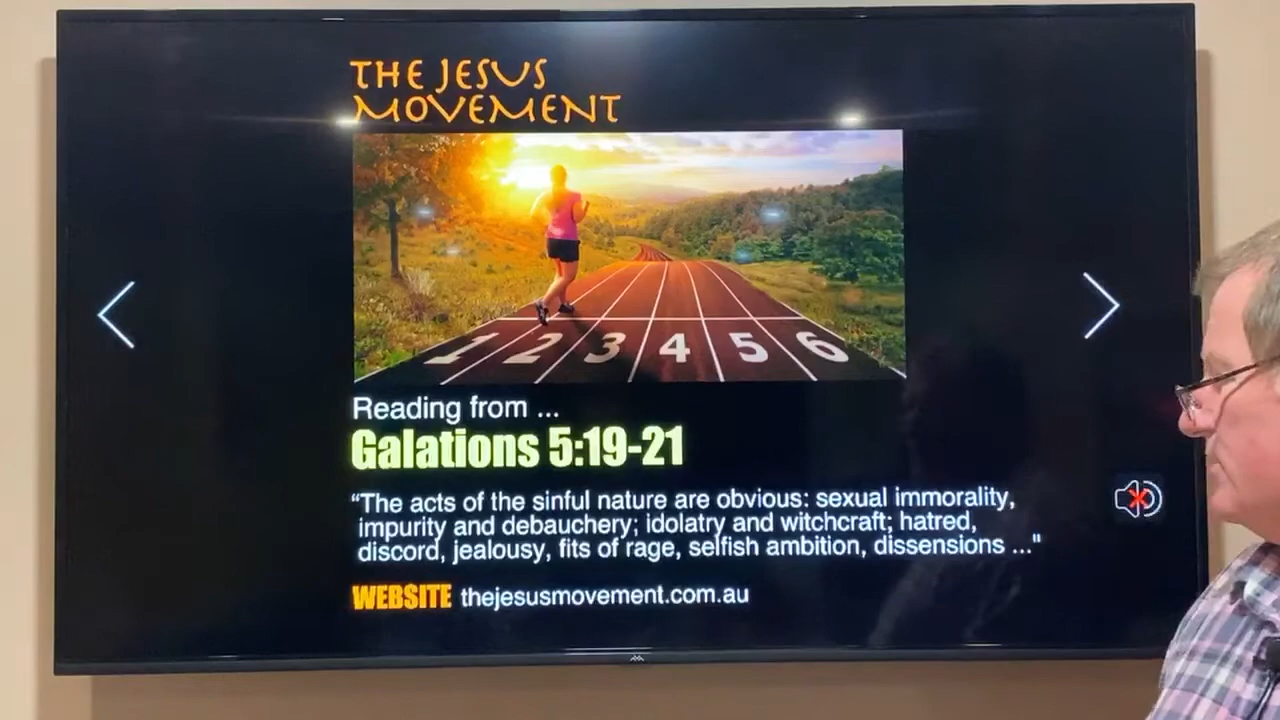 THE JESUS
MOVEMENT
1 2 3 4 5 6
Reading from ...
Galations 5:19-21
“The acts of the sinful nature are obvious: sexual immorality,
impurity and debauchery; idolatry and witchcraft; hatred,
discord, jealousy, fits of rage, selfish ambition, dissensions ..."
WEBSITE thejesusmovement.com.au